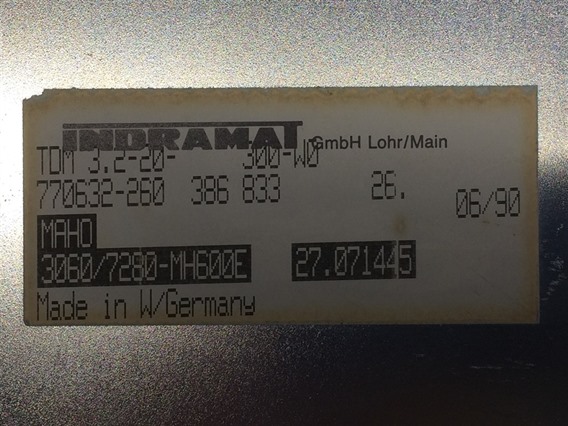 INDRAMAT GmbH Lohr/Main
TDM 3.2-20- 300-W0
770632-260 386 833 26.
06/90
MAHO
3060/7280-MH600E 27.071445
Made in W/Germany